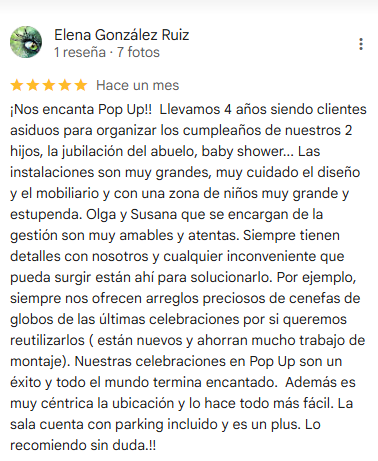 Elena González Ruiz
1 reseña · 7 fotos
Hace un mes
¡Nos encanta Pop Up!!  Llevamos 4 años siendo clientes
asiduos para organizar los cumpleaños de nuestros 2
hijos, la jubilación del abuelo, baby shower... Las
instalaciones son muy grandes, muy cuidado el diseño
y el mobiliario y con una zona de niños muy grande y
estupenda. Olga y Susana que se encargan de la
gestión son muy amables y atentas. Siempre tienen
detalles con nosotros y cualquier inconveniente que
pueda surgir están ahí para solucionarlo. Por ejemplo,
siempre nos ofrecen arreglos preciosos de cenefas de
globos de las últimas celebraciones por si queremos
reutilizarlos ( están nuevos y ahorran mucho trabajo de
montaje). Nuestras celebraciones en Pop Up son un
éxito y todo el mundo termina encantado.  Además es
muy céntrica la ubicación y lo hace todo más fácil. La
sala cuenta con parking incluido y es un plus. Lo
recomiendo sin duda.!!